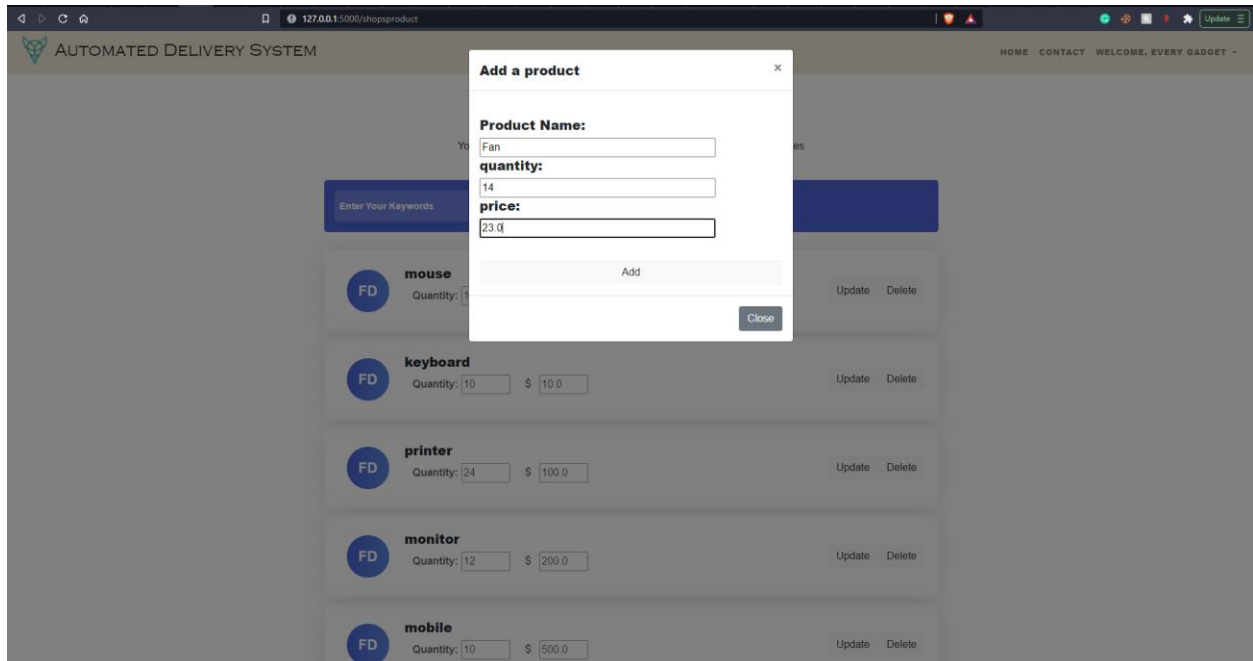 127.0.0.1:5000/shopsproduct
Update
AUTOMATED DELIVERY SYSTEM
HOME CONTACT WELCOME, EVERY GADGET
Add a product
×
Product Name:
Fan
quantity:
14
price:
23.0
Add
Close
Enter Your Keywords
FD
mouse
Quantity:
Update Delete
FD
keyboard
Quantity: 10 $ 10.0
Update Delete
FD
printer
Quantity: 24 $ 100.0
Update Delete
FD
monitor
Quantity: 12 $ 200.0
Update Delete
FD
mobile
Quantity: 10 $ 500.0
Update Delete